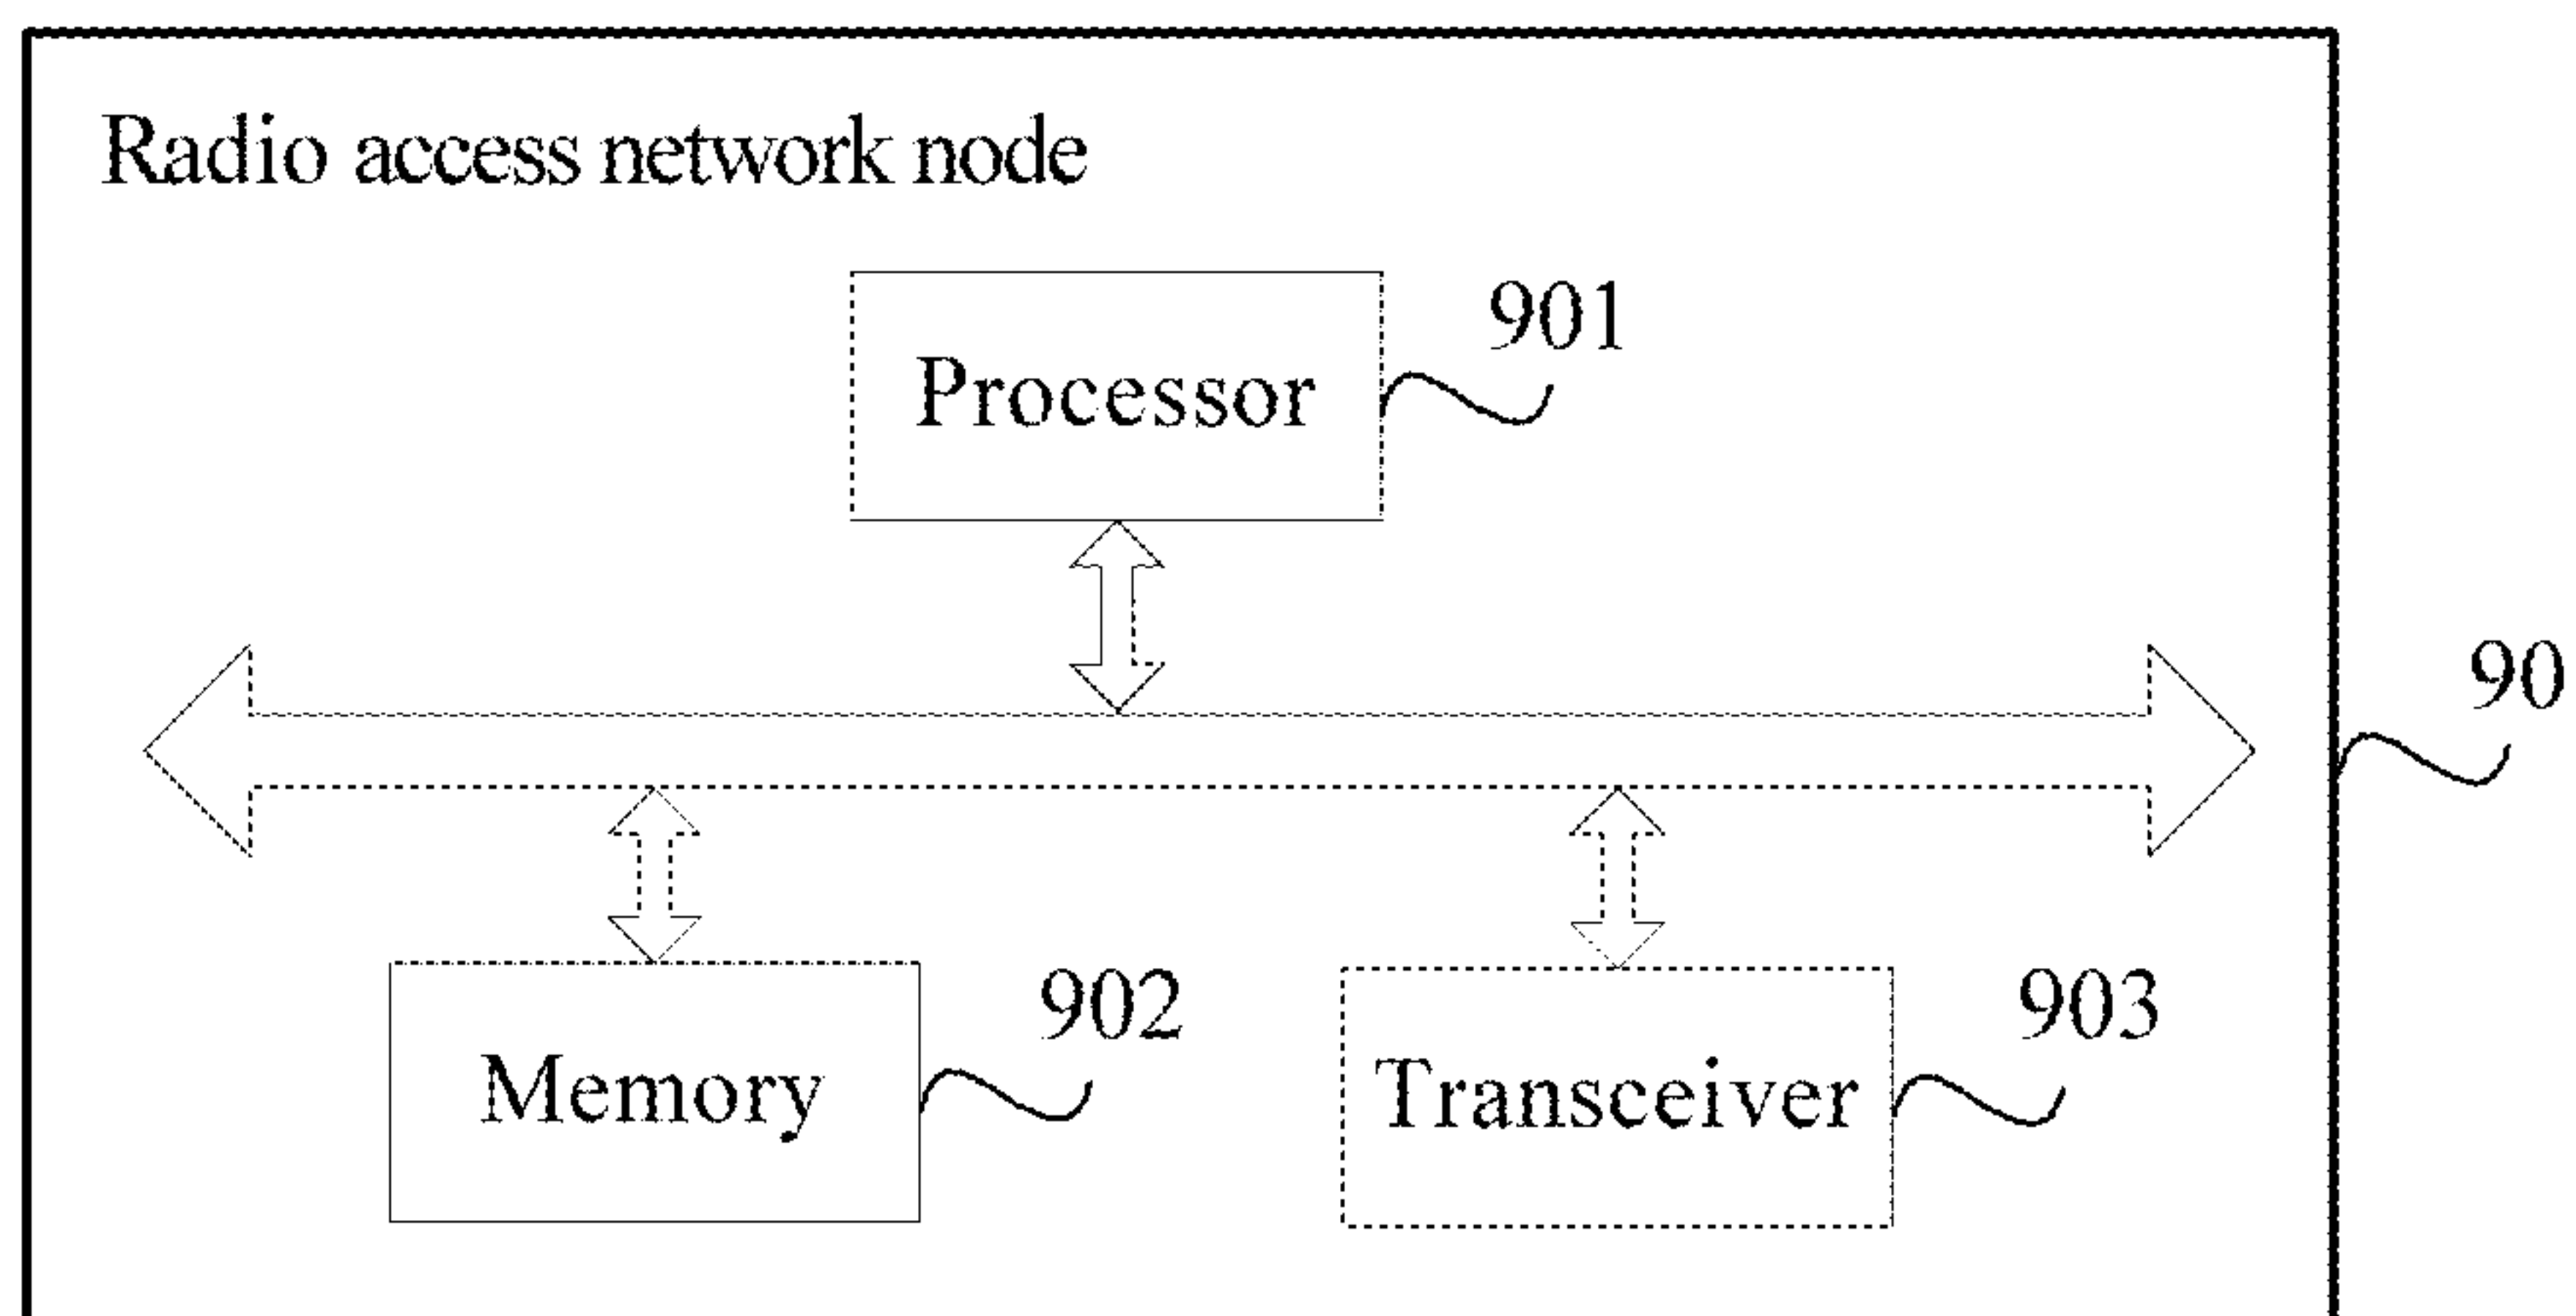 Radio access network node
901
Processor
90
902
903
Memory
Transceiver